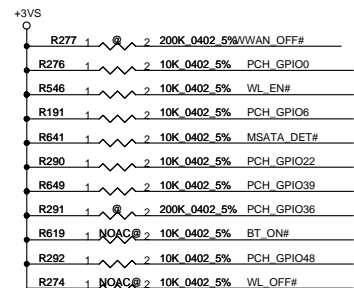 +3VS
R277 1 @ 2 200K_0402_5% WWAN_OFF#
R276 1 2 10K_0402_5% PCH_GPIO0
R546 1 2 10K_0402_5% WL_EN#
R191 1 2 10K_0402_5% PCH_GPIO6
R641 1 2 10K_0402_5% MSATA_DET#
R290 1 2 10K_0402_5% PCH_GPIO22
R649 1 2 10K_0402_5% PCH_GPIO39
R291 1 @ 2 200K_0402_5% PCH_GPIO36
R619 1 NOAC@ 2 10K_0402_5% BT_ON#
R292 1 2 10K_0402_5% PCH_GPIO48
R274 1 NOAC@ 2 10K_0402_5% WL_OFF#